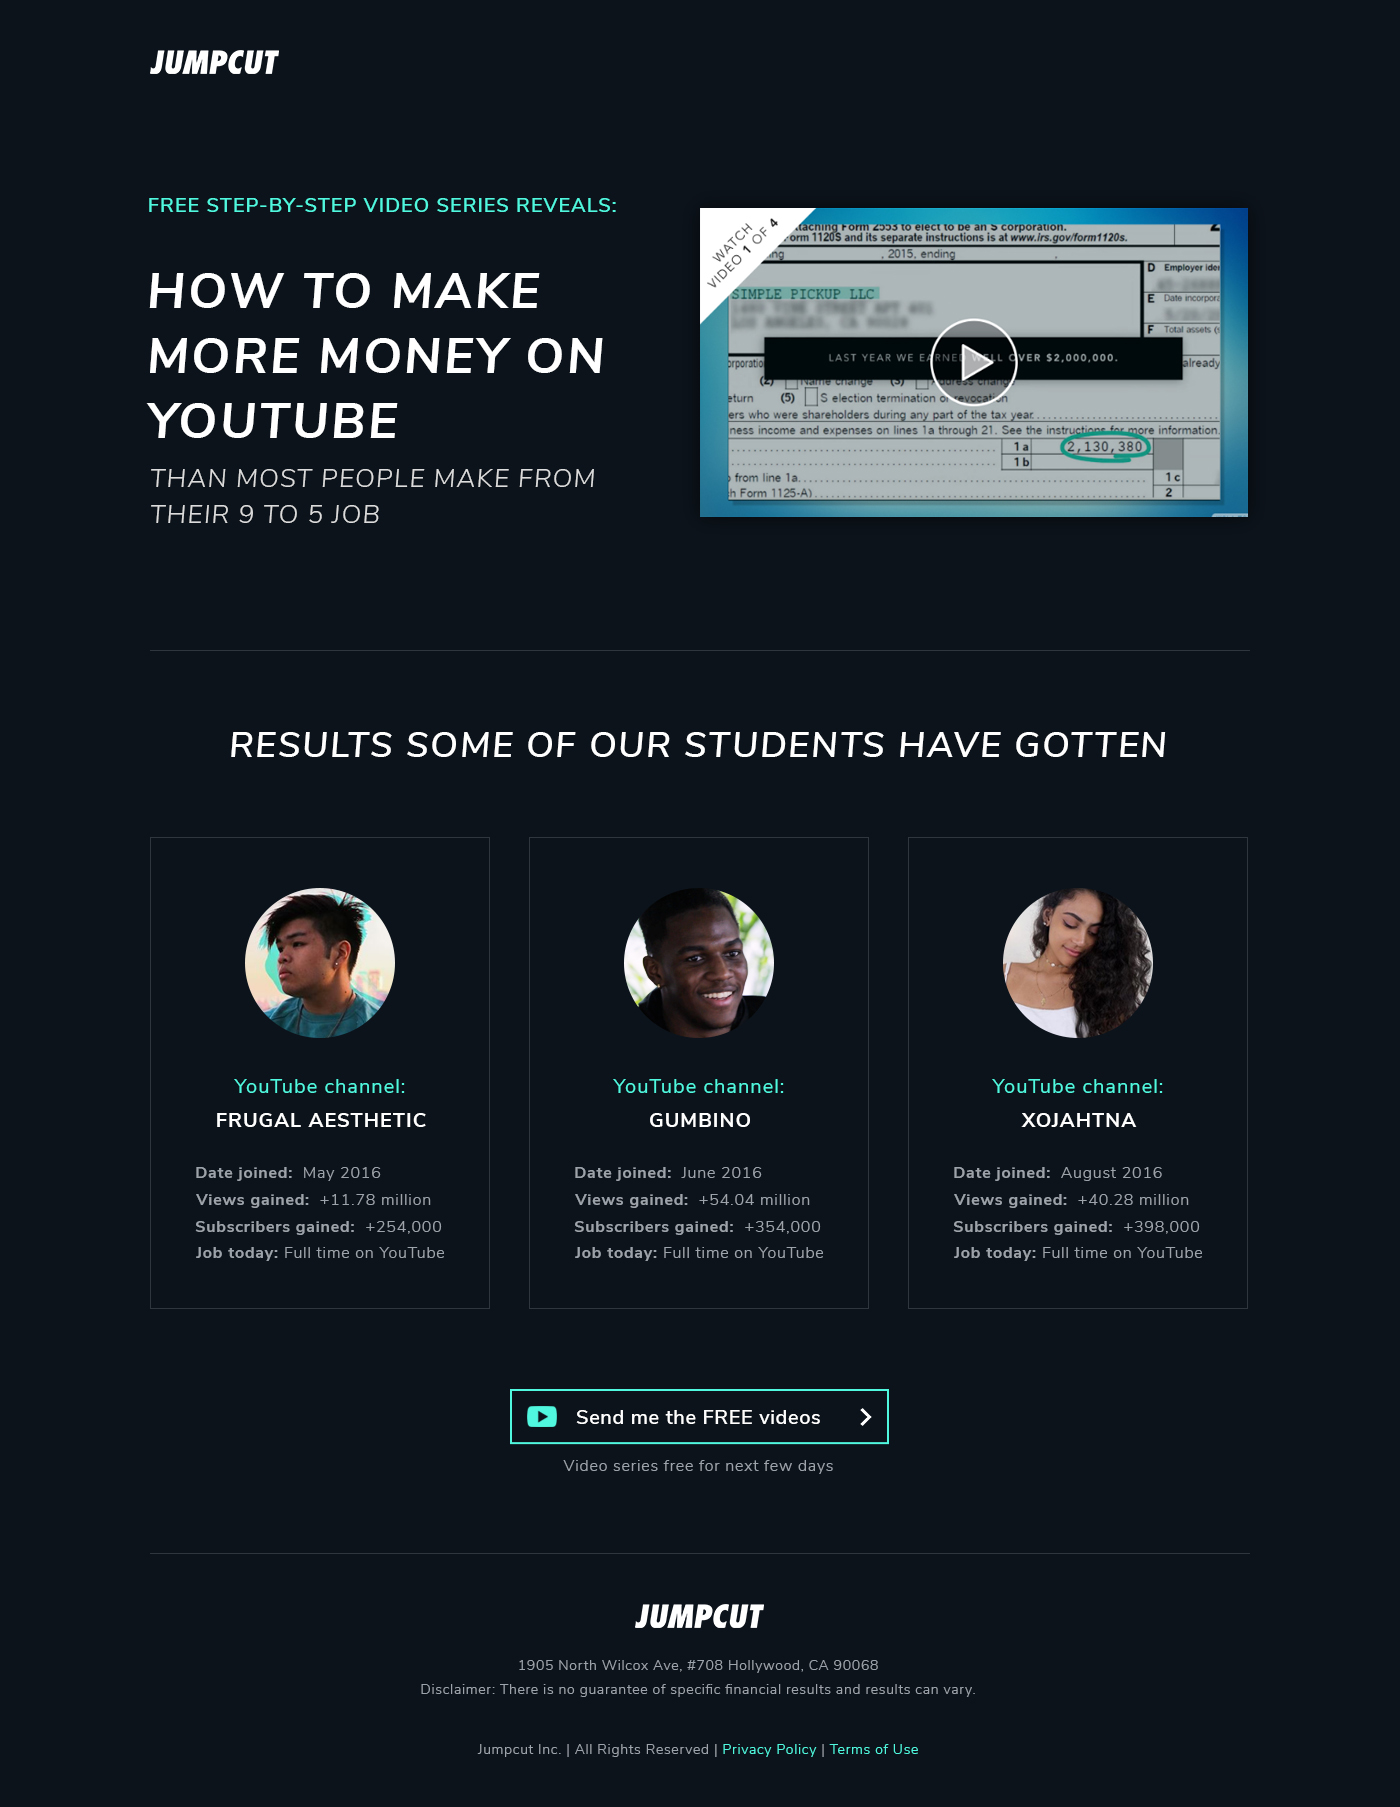 JUMPCUT
FREE STEP-BY-STEP VIDEO SERIES REVEALS:
HOW TO MAKE
MORE MONEY ON
YOUTUBE
THAN MOST PEOPLE MAKE FROM
THEIR 9 TO 5 JOB
WATCH
VIDEO 1 OF 4
taching Form 2553 to elect to be an S corporation.
orm 1120S and its separate instructions is at www.irs.gov/form1120s.
ng , 2015, ending ,
D Employer iden
SIMPLE PICKUP LLC
E Date incorpora
F Total assets (s
LAST YEAR WE EARNED WELL OVER $2,000,000.
rporatio
already
(2) Name change (3) Address change
eturn (5) S election termination or revocation
ers who were shareholders during any part of the tax year
ness income and expenses on lines 1a through 21. See the instructions for more information.
1a 2,130,380
1b
from line 1a 1c
h Form 1125-A) 2
RESULTS SOME OF OUR STUDENTS HAVE GOTTEN
YouTube channel:
FRUGAL AESTHETIC
Date joined: May 2016
Views gained: +11.78 million
Subscribers gained: +254,000
Job today: Full time on YouTube
YouTube channel:
GUMBINO
Date joined: June 2016
Views gained: +54.04 million
Subscribers gained: +354,000
Job today: Full time on YouTube
YouTube channel:
XOJAHTNA
Date joined: August 2016
Views gained: +40.28 million
Subscribers gained: +398,000
Job today: Full time on YouTube
Send me the FREE videos
Video series free for next few days
JUMPCUT
1905 North Wilcox Ave, #708 Hollywood, CA 90068
Disclaimer: There is no guarantee of specific financial results and results can vary.
Jumpcut Inc. | All Rights Reserved | Privacy Policy | Terms of Use